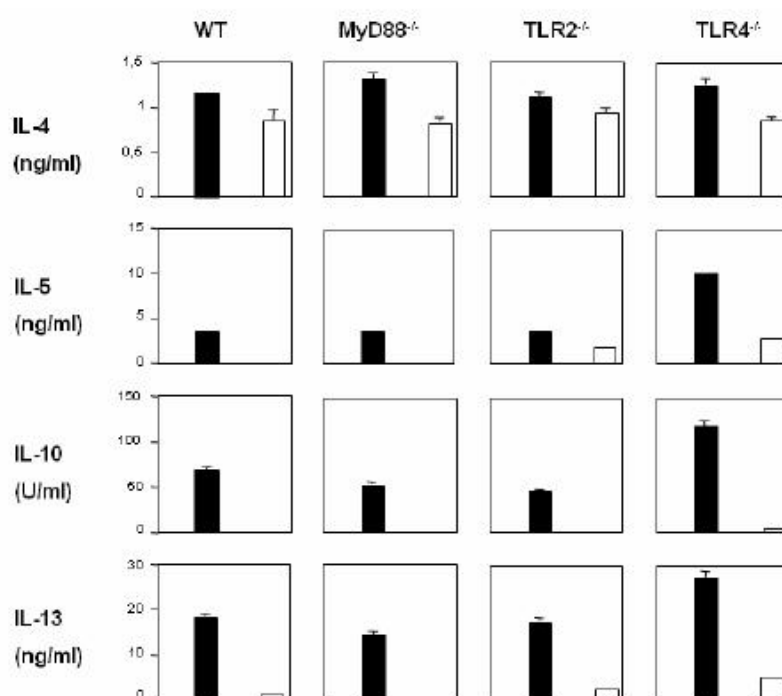 WT MyD88-/- TLR2-/- TLR4-/-
IL-4
(ng/ml)
1,5
1
0,5
0
IL-5
(ng/ml)
15
10
5
0
IL-10
(U/ml)
150
100
50
0
IL-13
(ng/ml)
30
20
10
0